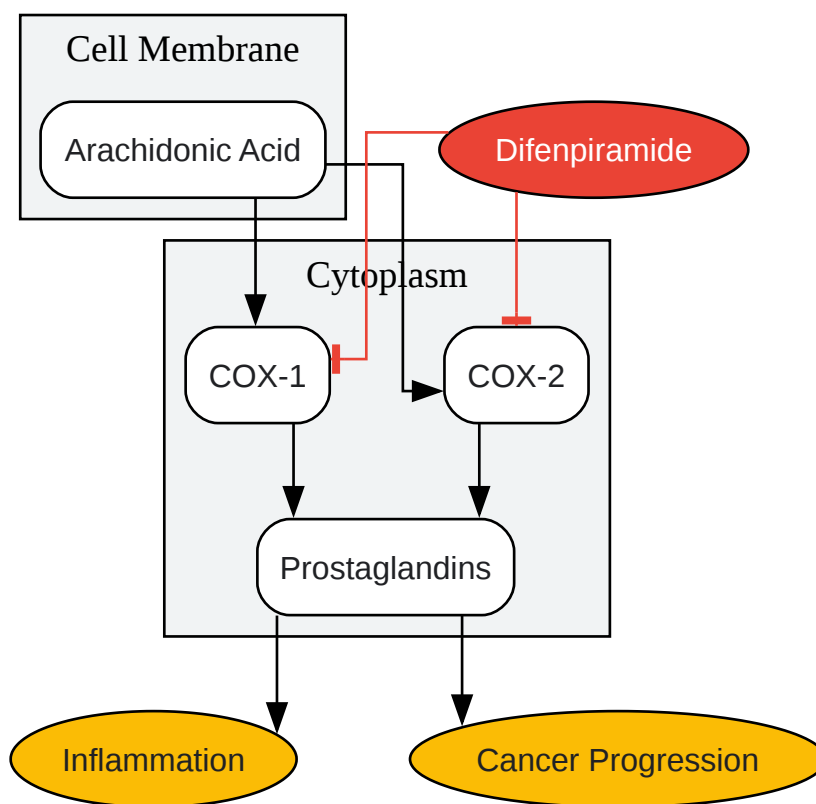 Cell Membrane
Arachidonic Acid
Difenpiramide
Cytoplasm
COX-1
COX-2
Prostaglandins
Inflammation
Cancer Progression